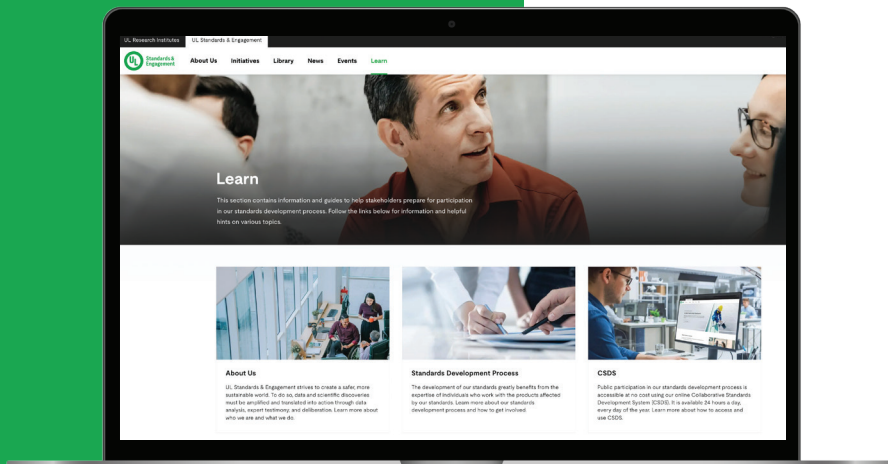 UL Research Institutes UL Standards & Engagement
UL Standards & Engagement
About Us Initiatives Library News Events Learn
Learn
This section contains information and guides to help stakeholders prepare for participation
in our standards development process. Follow the links below for information and helpful
hints on various topics.
About Us
UL Standards & Engagement strives to create a safer, more
sustainable world. To do so, data and scientific discoveries
must be amplified and translated into action through data
analysis, expert testimony, and deliberation. Learn more about
who we are and what we do.
Standards Development Process
The development of our standards greatly benefits from the
expertise of individuals who work with the products affected
by our standards. Learn more about our standards
development process and how to get involved.
CSDS
Public participation in our standards development process is
accessible at no cost using our online Collaborative Standards
Development System (CSDS). It is available 24 hours a day,
every day of the year. Learn more about how to access and
use CSDS.